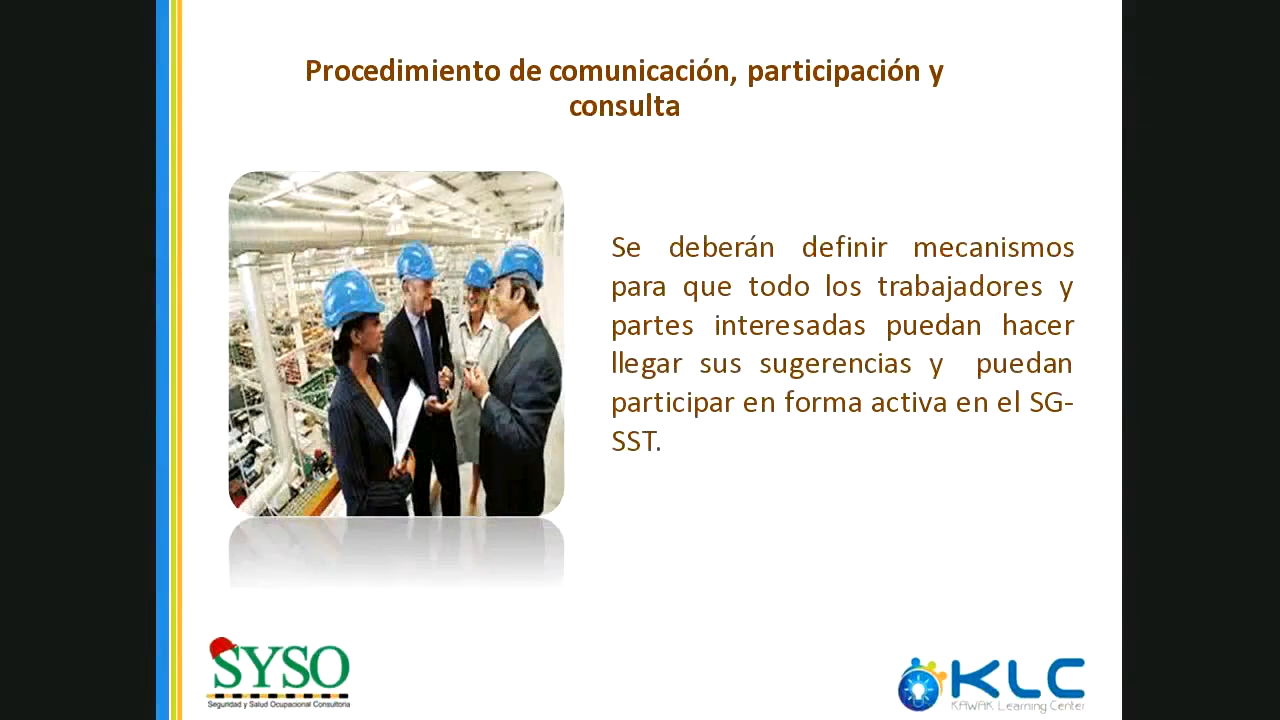 Procedimiento de comunicación, participación y
consulta
Se deberán definir mecanismos
para que todo los trabajadores y
partes interesadas puedan hacer
llegar sus sugerencias y puedan
participar en forma activa en el SG-
SST.
SYSO
Seguridad y Salud Ocupacional Consultoria
KLC
KAWAK Learning Center